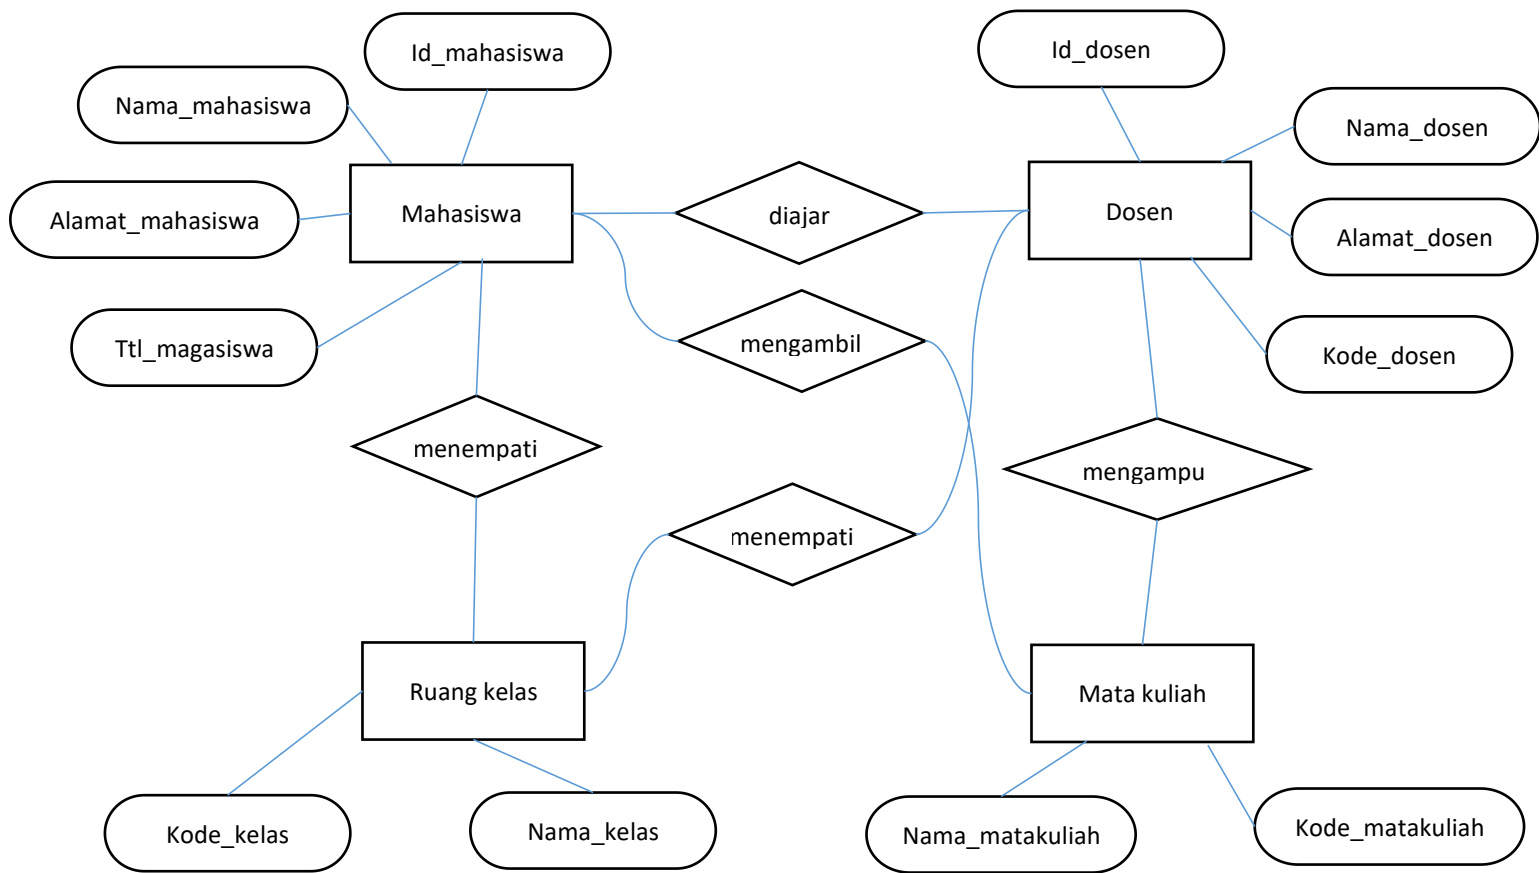 Id_mahasiswa
Id_dosen
Nama_mahasiswa
Nama_dosen
Mahasiswa
diajar
Dosen
Alamat_mahasiswa
Alamat_dosen
Ttl_magasiswa
mengambil
Kode_dosen
menempati
mengampu
menempati
Ruang kelas
Mata kuliah
Kode_kelas
Nama_kelas
Nama_matakuliah
Kode_matakuliah